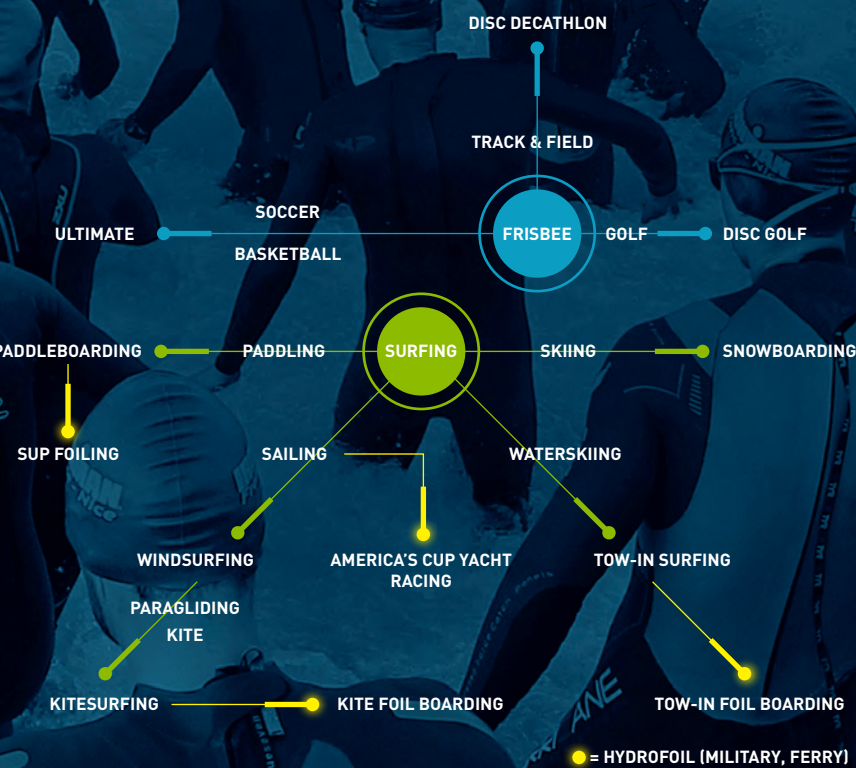 DISC DECATHLON
TRACK & FIELD
SOCCER
ULTIMATE
FRISBEE
GOLF
DISC GOLF
BASKETBALL
PADDLEBOARDING
PADDLING
SURFING
SKIING
SNOWBOARDING
SUP FOILING
SAILING
WATERSKIING
WINDSURFING
AMERICA'S CUP YACHT
RACING
TOW-IN SURFING
PARAGLIDING
KITE
KITESURFING
KITE FOIL BOARDING
TOW-IN FOIL BOARDING
= HYDROFOIL (MILITARY, FERRY)